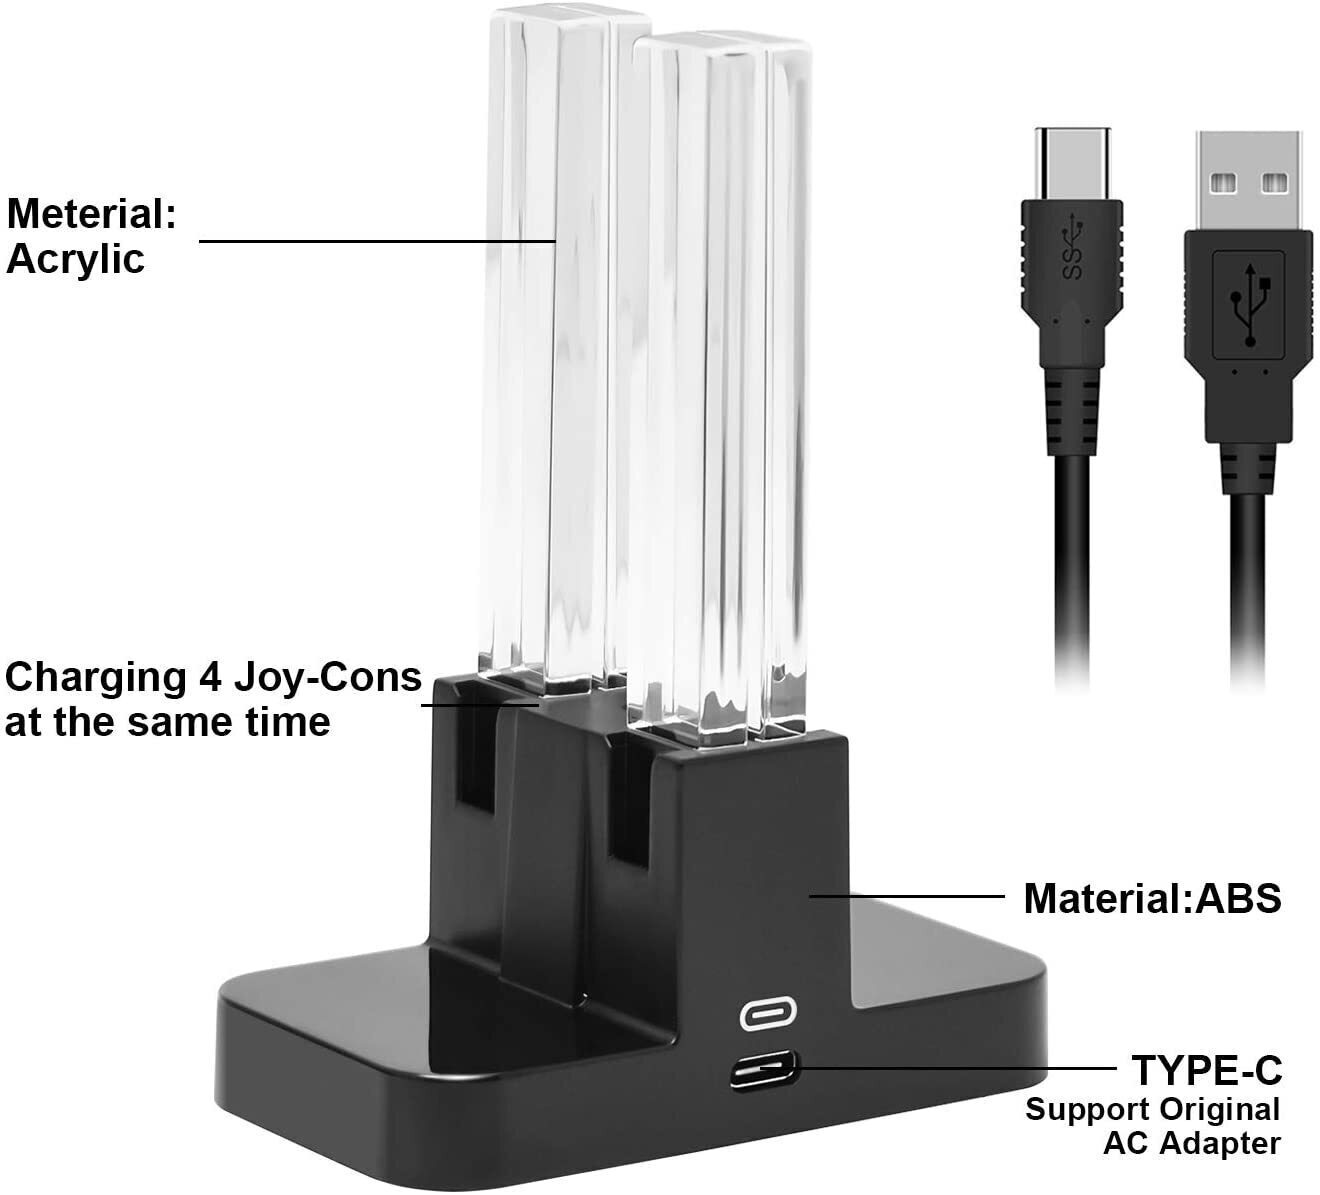 Meterial:
Acrylic
SS
Charging 4 Joy-Cons
at the same time
Material:ABS
TYPE-C
Support Original
AC Adapter